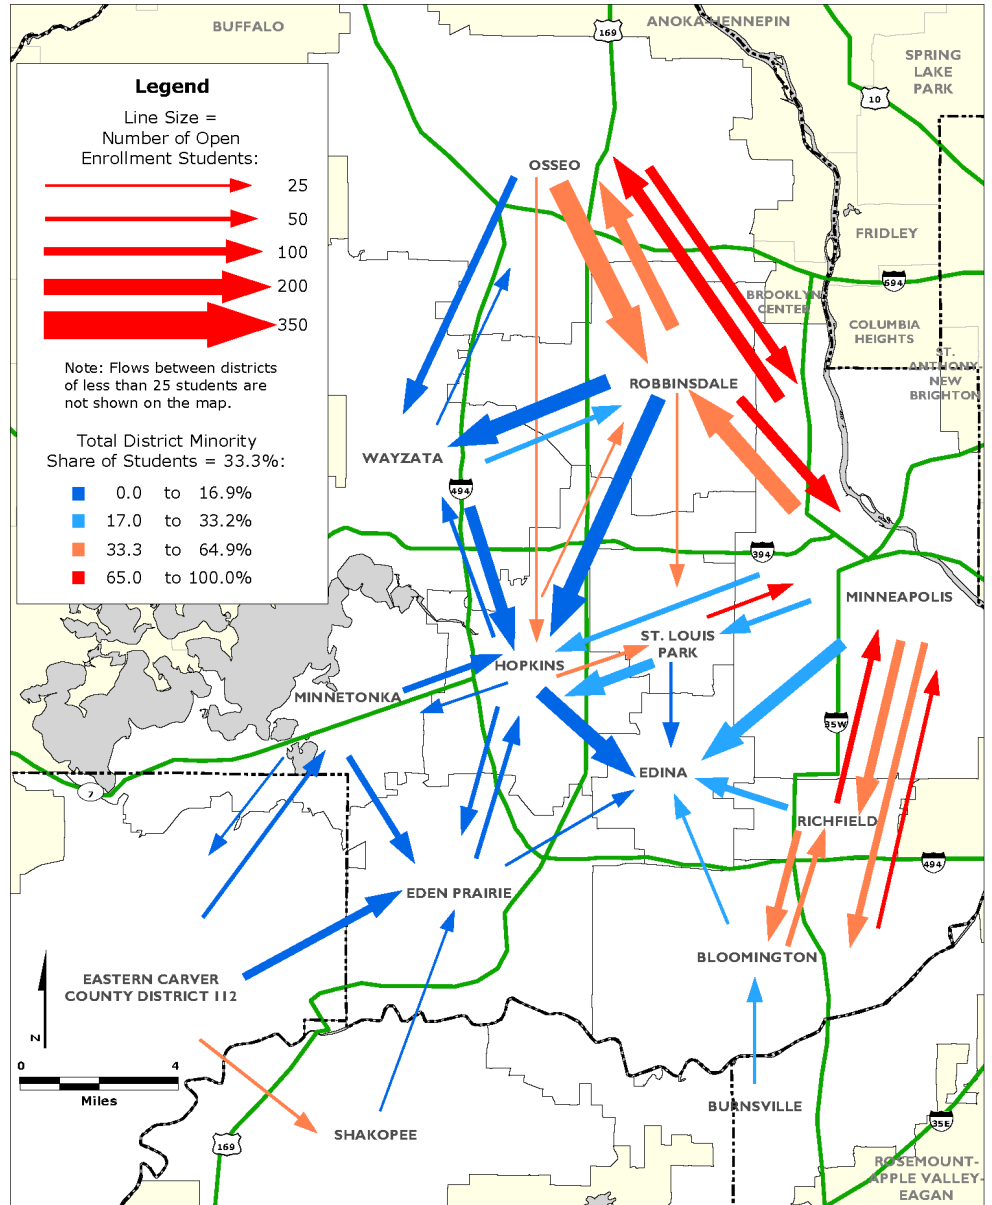 BUFFALO
ANOKA-HENNEPIN
169
SPRING
LAKE
PARK
10
Legend
Line Size =
Number of Open
Enrollment Students:
25
50
100
200
350
Note: Flows between districts
of less than 25 students are
not shown on the map.
Total District Minority
Share of Students = 33.3%:
0.0 to 16.9%
17.0 to 33.2%
33.3 to 64.9%
65.0 to 100.0%
OSSEO
FRIDLEY
694
BROOKLYN
CENTER
COLUMBIA
HEIGHTS
ST.
ANTHONY-
NEW
BRIGHTON
ROBBINSDALE
WAYZATA
494
394
MINNEAPOLIS
ST. LOUIS
PARK
HOPKINS
MINNETONKA
35W
EDINA
7
RICHFIELD
494
EDEN PRAIRIE
BLOOMINGTON
EASTERN CARVER
COUNTY DISTRICT 112
N
0 4
Miles
BURNSVILLE
35E
SHAKOPEE
169
ROSEMOUNT-
APPLE VALLEY-
EAGAN